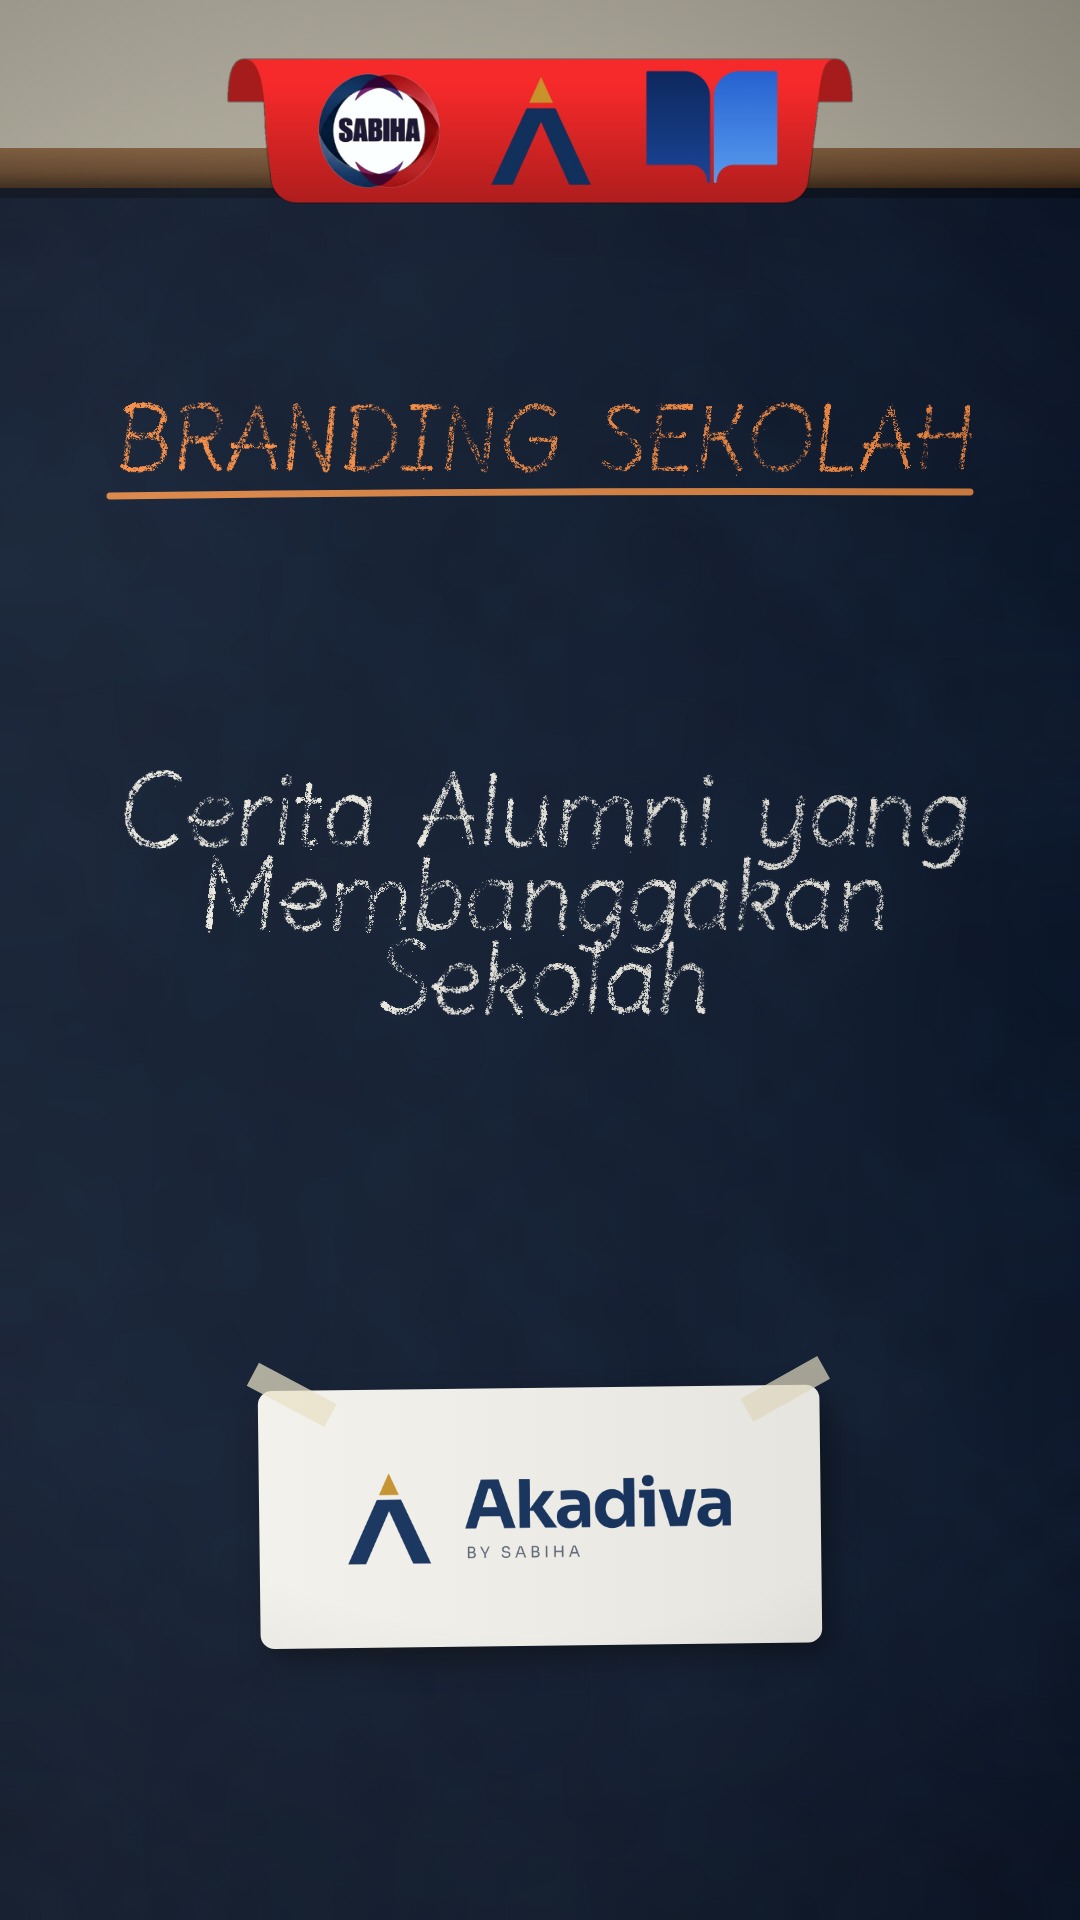 SABIHA
BRANDING SEKOLAH
Cerita Alumni yang
Membanggakan
Sekolah
Akadiva
BY SABIHA